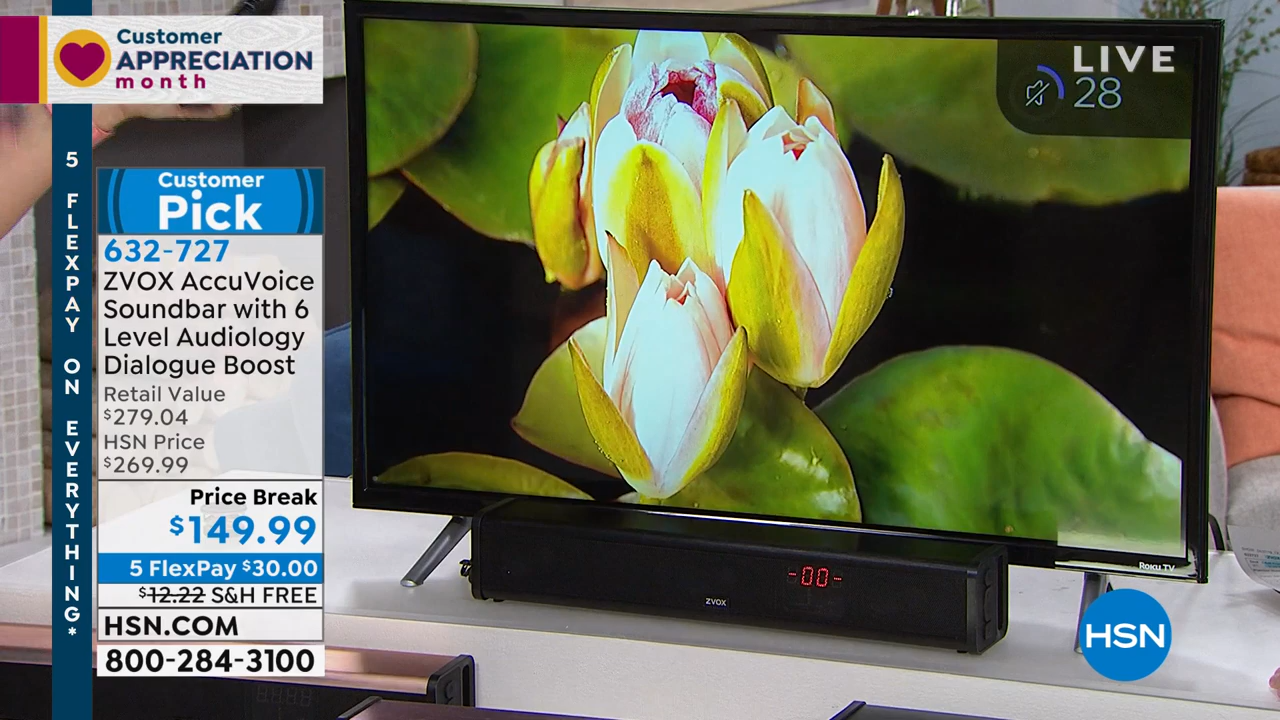 Customer
APPRECIATION
month
5 FLEXPAY ON EVERYTHING*
Customer
Pick
632-727
ZVOX AccuVoice
Soundbar with 6
Level Audiology
Dialogue Boost
Retail Value
$279.04
HSN Price
$269.99
Price Break
$149.99
5 FlexPay $30.00
$12.22 S&H FREE
HSN.COM
800-284-3100
LIVE
28
-00-
ZVOX
Roku TV
HSN